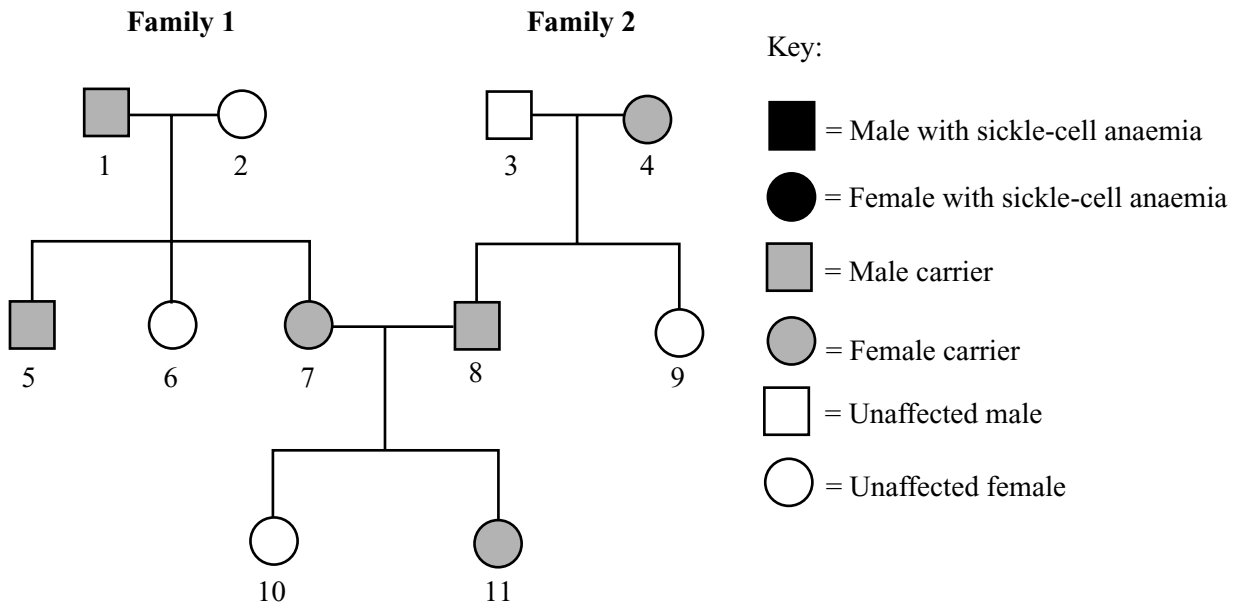 Family 1
Family 2
Key:
= Male with sickle-cell anaemia
1
2
3
4
= Female with sickle-cell anaemia
= Male carrier
= Female carrier
5
6
7
8
9
= Unaffected male
= Unaffected female
10
11